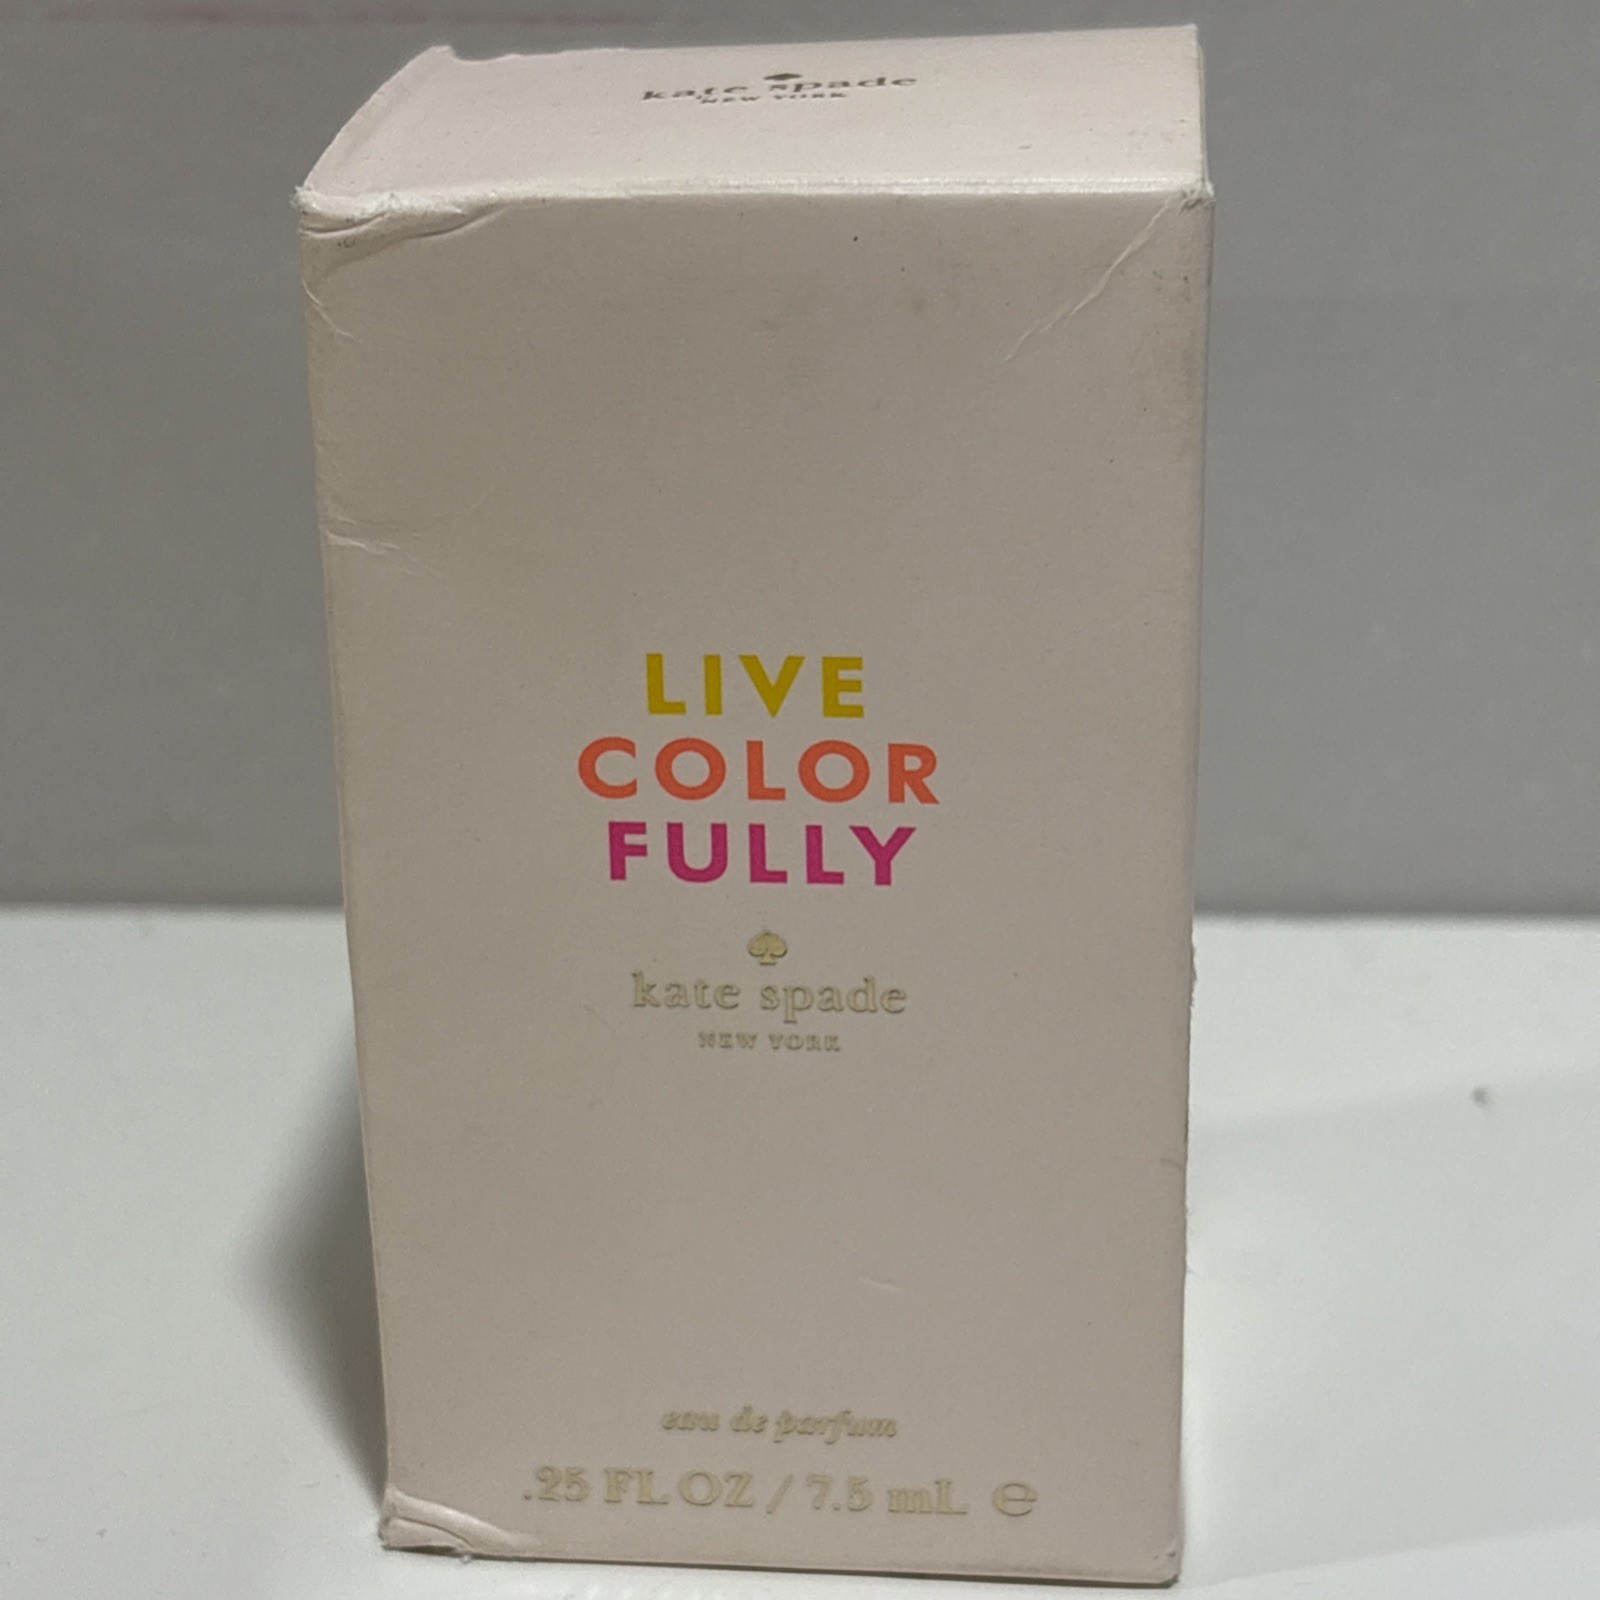 kate spade
NEW YORK
LIVE
COLOR
FULLY
kate spade
NEW YORK
eau de parfum
.25 FL OZ / 7.5 mL ℮